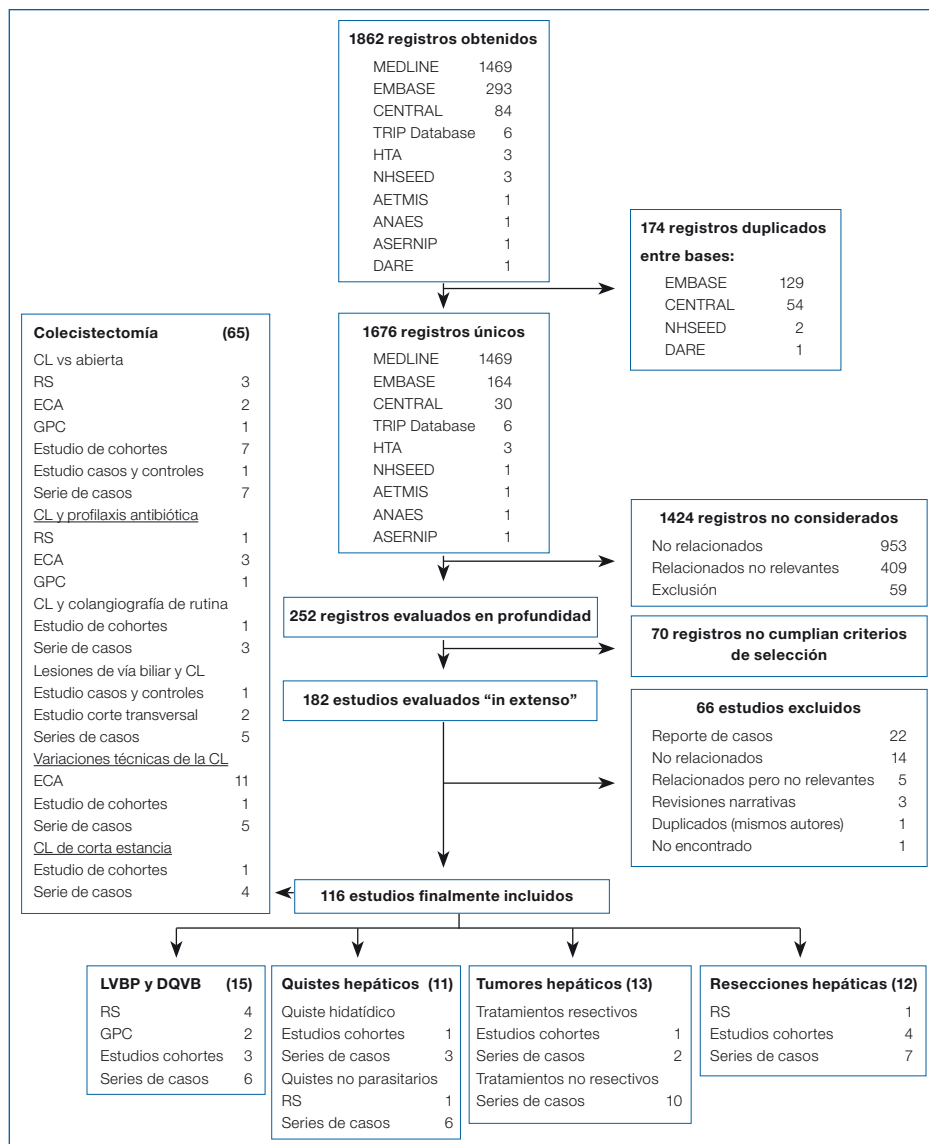 1862 registros obtenidos
MEDLINE 1469
EMBASE 293
CENTRAL 84
TRIP Database 6
HTA 3
NHSEED 3
AETMIS 1
ANAES 1
ASERNIP 1
DARE 1
174 registros duplicados
entre bases:
EMBASE 129
CENTRAL 54
NHSEED 2
DARE 1
1676 registros únicos
MEDLINE 1469
EMBASE 164
CENTRAL 30
TRIP Database 6
HTA 3
NHSEED 1
AETMIS 1
ANAES 1
ASERNIP 1
1424 registros no considerados
No relacionados 953
Relacionados no relevantes 409
Exclusión 59
252 registros evaluados en profundidad
70 registros no cumplian criterios
de selección
182 estudios evaluados “in extenso”
66 estudios excluidos
Reporte de casos 22
No relacionados 14
Relacionados pero no relevantes 5
Revisiones narrativas 3
Duplicados (mismos autores) 1
No encontrado 1
116 estudios finalmente incluidos
Colecistectomía (65)
CL vs abierta
RS 3
ECA 2
GPC 1
Estudio de cohortes 7
Estudio casos y controles 1
Serie de casos 7
CL y profilaxis antibiótica
RS 1
ECA 3
GPC 1
CL y colangiografía de rutina
Estudio de cohortes 1
Serie de casos 3
Lesiones de vía biliar y CL
Estudio casos y controles 1
Estudio corte transversal 2
Series de casos 5
Variaciones técnicas de la CL
ECA 11
Estudio de cohortes 1
Serie de casos 5
CL de corta estancia
Estudio de cohortes 1
Serie de casos 4
LVBP y DQVB (15)
RS 4
GPC 2
Estudios cohortes 3
Series de casos 6
Quistes hepáticos (11)
Quiste hidatídico
Estudios cohortes 1
Series de casos 3
Quistes no parasitarios
RS 1
Series de casos 6
Tumores hepáticos (13)
Tratamientos resectivos
Estudios cohortes 1
Series de casos 2
Tratamientos no resectivos
Series de casos 10
Resecciones hepáticas (12)
RS 1
Estudios cohortes 4
Series de casos 7